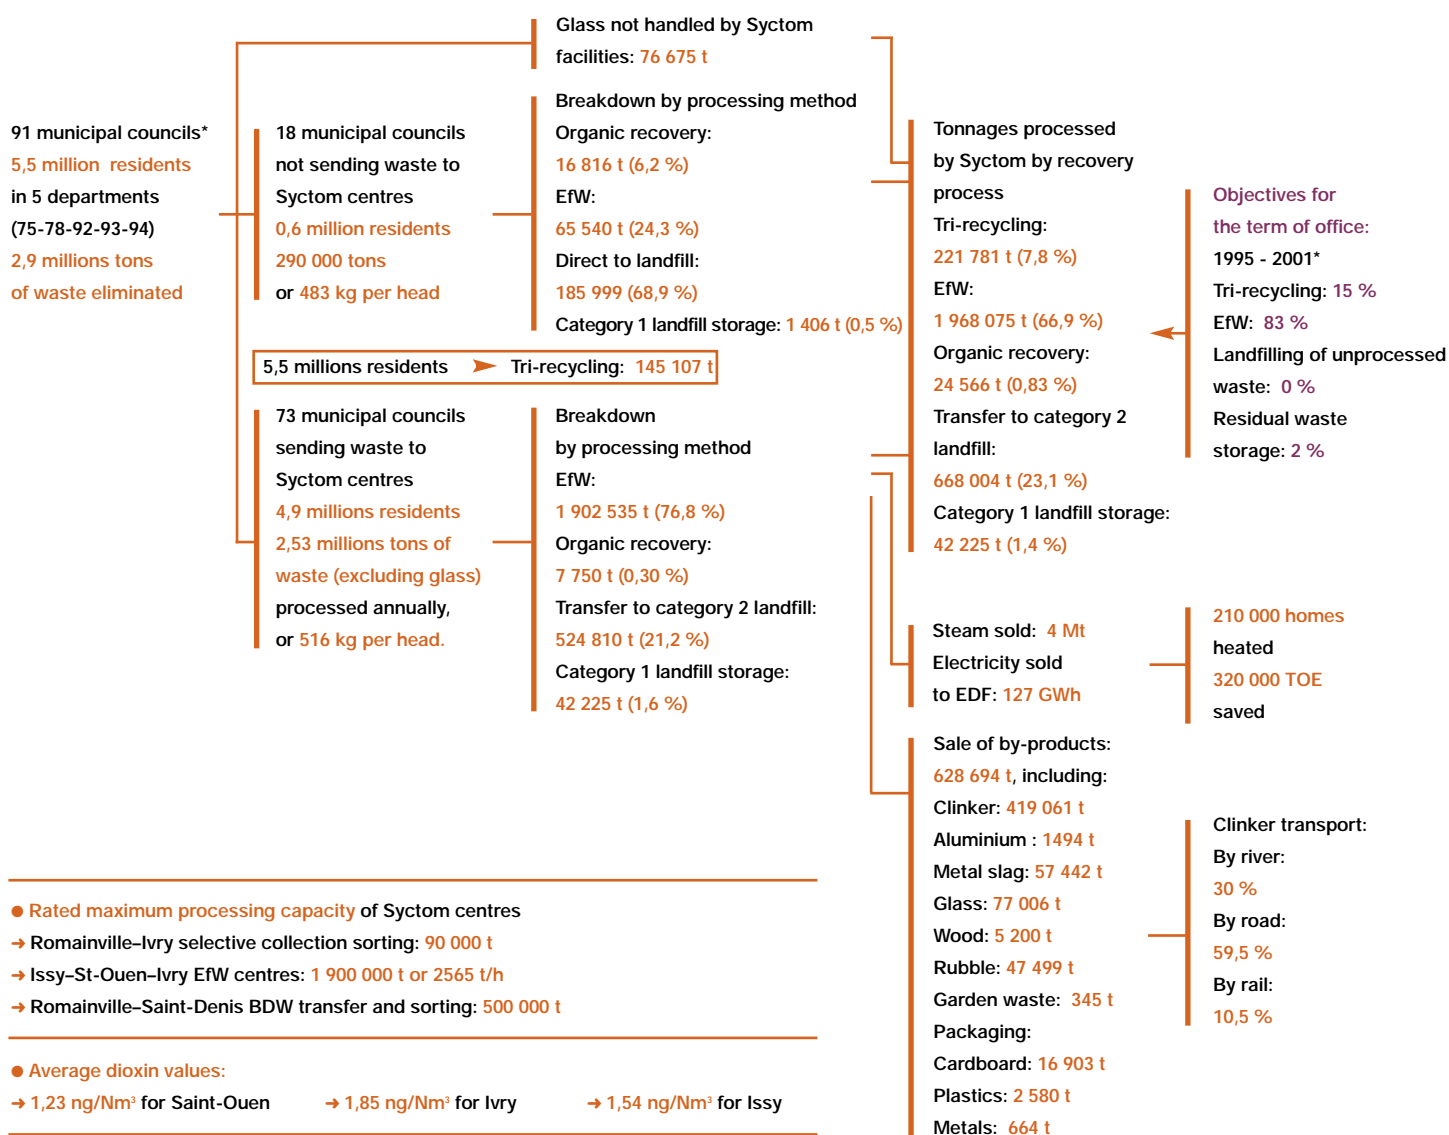 Glass not handled by Syctom
facilities: 76 675 t
91 municipal councils*
5,5 million residents
in 5 departments
(75-78-92-93-94)
2,9 millions tons
of waste eliminated
18 municipal councils
not sending waste to
Syctom centres
0,6 million residents
290 000 tons
or 483 kg per head
Breakdown by processing method
Organic recovery:
16 816 t (6,2 %)
EfW:
65 540 t (24,3 %)
Direct to landfill:
185 999 (68,9 %)
Category 1 landfill storage: 1 406 t (0,5 %)
5,5 millions residents ➤ Tri-recycling: 145 107 t
73 municipal councils
sending waste to
Syctom centres
4,9 millions residents
2,53 millions tons of
waste (excluding glass)
processed annually,
or 516 kg per head.
Breakdown
by processing method
EfW:
1 902 535 t (76,8 %)
Organic recovery:
7 750 t (0,30 %)
Transfer to category 2 landfill:
524 810 t (21,2 %)
Category 1 landfill storage:
42 225 t (1,6 %)
Tonnages processed
by Syctom by recovery
process
Tri-recycling:
221 781 t (7,8 %)
EfW:
1 968 075 t (66,9 %)
Organic recovery:
24 566 t (0,83 %)
Transfer to category 2
landfill:
668 004 t (23,1 %)
Category 1 landfill storage:
42 225 t (1,4 %)
Objectives for
the term of office:
1995 - 2001*
Tri-recycling: 15 %
EfW: 83 %
Landfilling of unprocessed
waste: 0 %
Residual waste
storage: 2 %
Steam sold: 4 Mt
Electricity sold
to EDF: 127 GWh
210 000 homes
heated
320 000 TOE
saved
Sale of by-products:
628 694 t, including:
Clinker: 419 061 t
Aluminium : 1494 t
Metal slag: 57 442 t
Glass: 77 006 t
Wood: 5 200 t
Rubble: 47 499 t
Garden waste: 345 t
Packaging:
Cardboard: 16 903 t
Plastics: 2 580 t
Metals: 664 t
Clinker transport:
By river:
30 %
By road:
59,5 %
By rail:
10,5 %
● Rated maximum processing capacity of Syctom centres
➜ Romainville–Ivry selective collection sorting: 90 000 t
➜ Issy–St-Ouen–Ivry EfW centres: 1 900 000 t or 2565 t/h
➜ Romainville–Saint-Denis BDW transfer and sorting: 500 000 t
● Average dioxin values:
➜ 1,23 ng/Nm³ for Saint-Ouen ➜ 1,85 ng/Nm³ for Ivry ➜ 1,54 ng/Nm³ for Issy